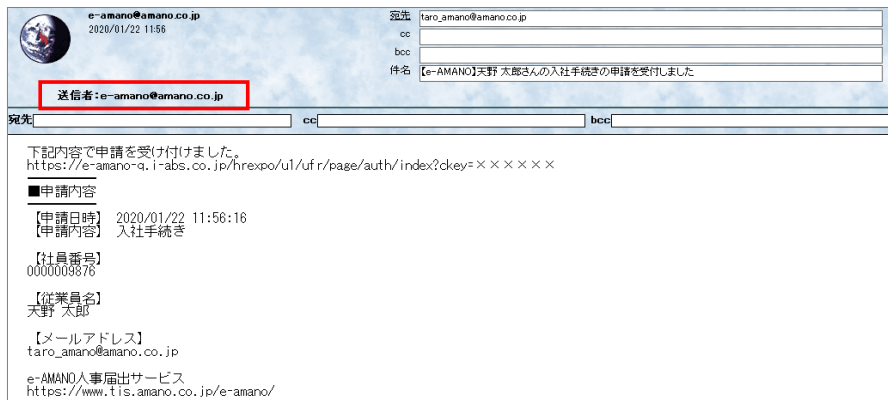 e-amano@amano.co.jp
2020/01/22 11:56
宛先 taro_amano@amano.co.jp
cc
bcc
件名 【e-AMANO】天野 太郎さんの入社手続きの申請を受付しました
送信者:e-amano@amano.co.jp
宛先 cc bcc
下記内容で申請を受け付けました。
https://e-amano-q.i-abs.co.jp/hrexpo/u1/ufr/page/auth/index?ckey=××××××
■申請内容
【申請日時】 2020/01/22 11:56:16
【申請内容】 入社手続き
【社員番号】
0000009876
【従業員名】
天野 太郎
【メールアドレス】
taro_amano@amano.co.jp
e-AMANO人事届出サービス
https://www.tis.amano.co.jp/e-amano/